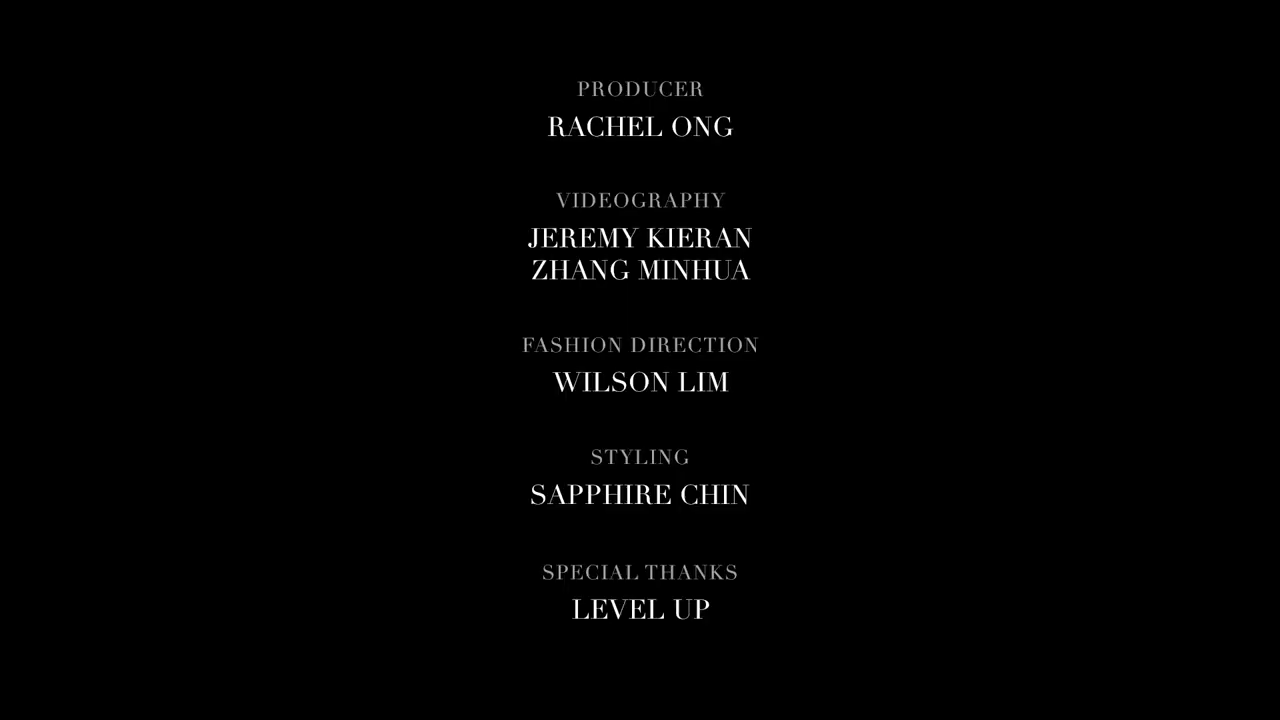 PRODUCER
RACHEL ONG
VIDEOGRAPHY
JEREMY KIERAN
ZHANG MINHUA
FASHION DIRECTION
WILSON LIM
STYLING
SAPPHIRE CHIN
SPECIAL THANKS
LEVEL UP